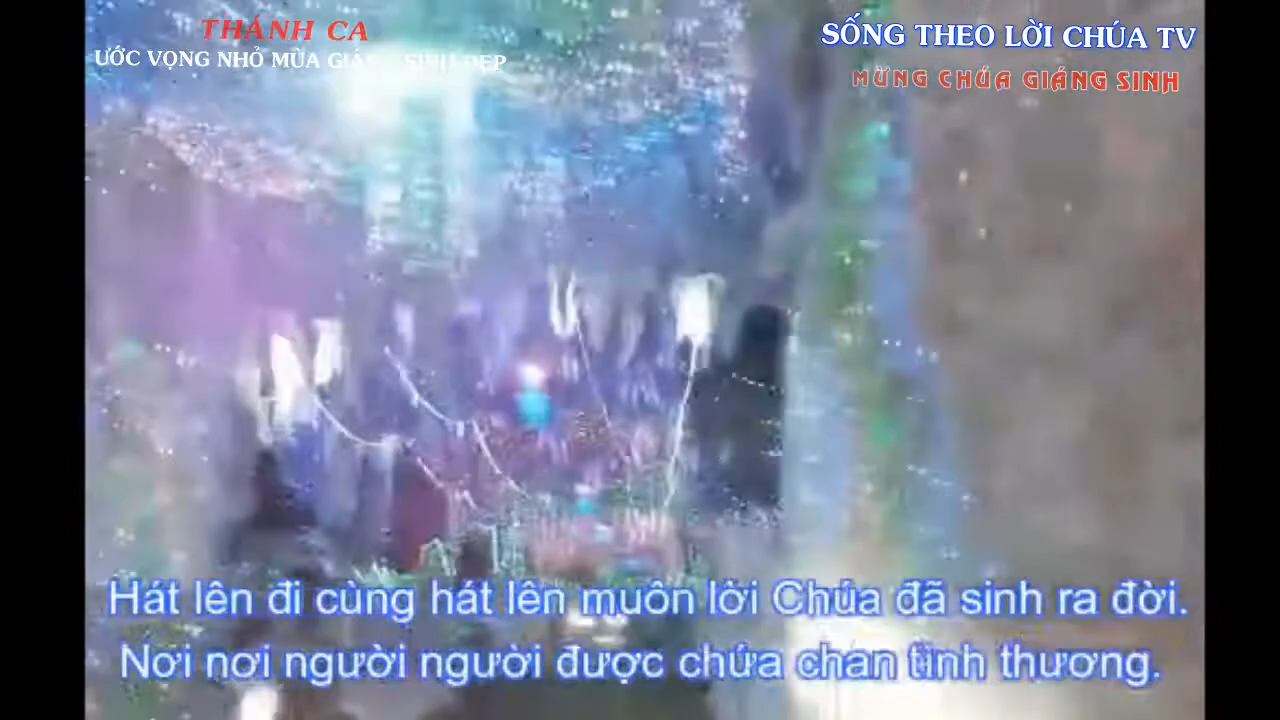 THÁNH CA
ƯỚC VỌNG NHỎ MÙA GIÁNG SINH ĐẸP
SỐNG THEO LỜI CHÚA TV
MỪNG CHÚA GIÁNG SINH
Hát lên đi cùng hát lên muôn lời Chúa đã sinh ra đời.
Nơi nơi người người được chứa chan tình thương.